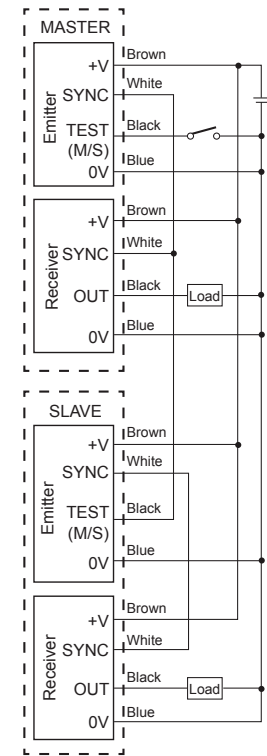 MASTER
Emitter
+V Brown
SYNC White
TEST Black
(M/S)
0V Blue
Receiver
+V Brown
SYNC White
OUT Black Load
0V Blue
SLAVE
Emitter
+V Brown
SYNC White
TEST Black
(M/S)
0V Blue
Receiver
+V Brown
SYNC White
OUT Black Load
0V Blue